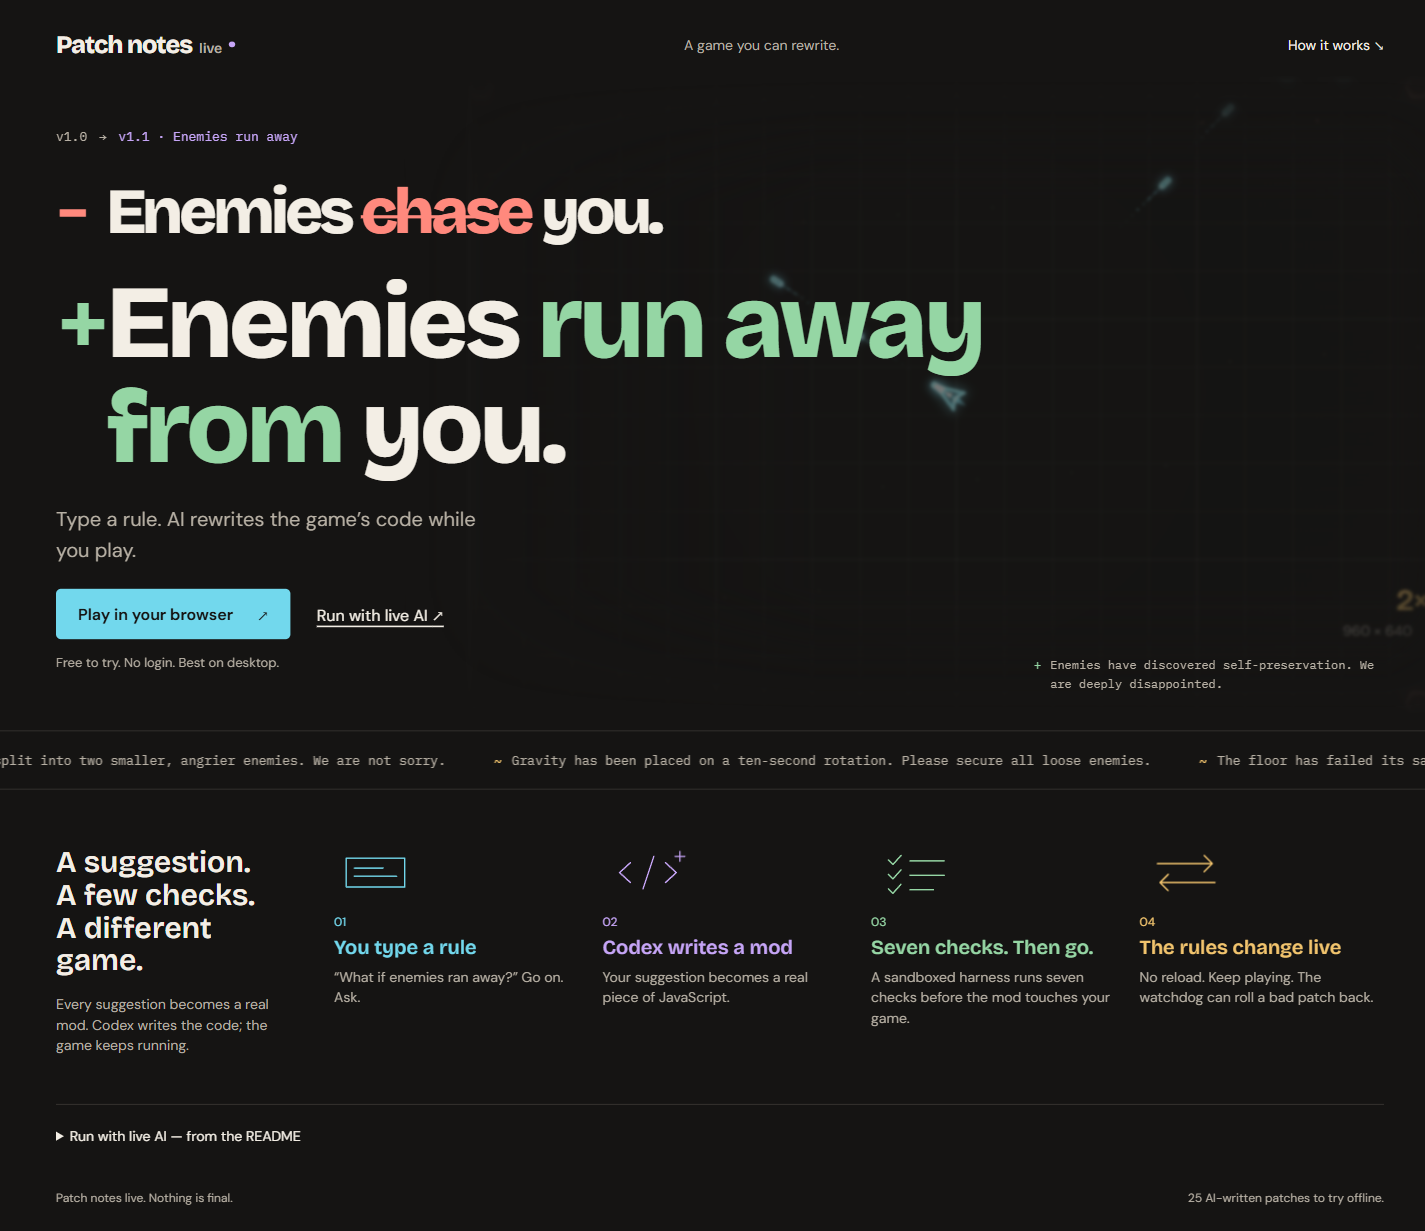 Patch notes live
A game you can rewrite.
How it works ↘
v1.0 → v1.1 · Enemies run away
- Enemies chase you.
+Enemies run away
from you.
Type a rule. AI rewrites the game’s code while
you play.
Play in your browser ↗
Run with live AI ↗
Free to try. No login. Best on desktop.
2×
960 × 640
+ Enemies have discovered self-preservation. We
are deeply disappointed.
split into two smaller, angrier enemies. We are not sorry. ~ Gravity has been placed on a ten-second rotation. Please secure all loose enemies. ~ The floor has failed its sa
A suggestion.
A few checks.
A different
game.
Every suggestion becomes a real
mod. Codex writes the code; the
game keeps running.
01
You type a rule
“What if enemies ran away?” Go on.
Ask.
</>+
02
Codex writes a mod
Your suggestion becomes a real
piece of JavaScript.
03
Seven checks. Then go.
A sandboxed harness runs seven
checks before the mod touches your
game.
04
The rules change live
No reload. Keep playing. The
watchdog can roll a bad patch back.
▶ Run with live AI — from the README
Patch notes live. Nothing is final.
25 AI-written patches to try offline.